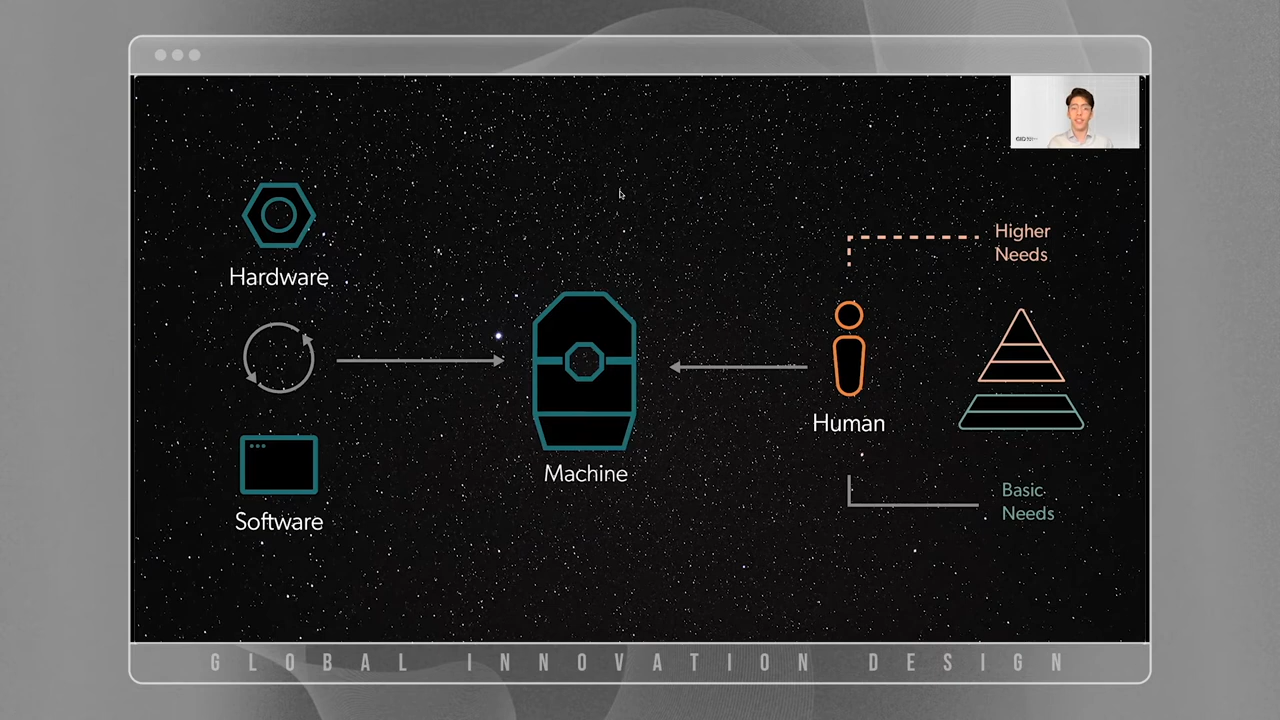 Hardware
Higher
Needs
Machine
Human
Software
Basic
Needs
GLOBAL INNOVATION DESIGN